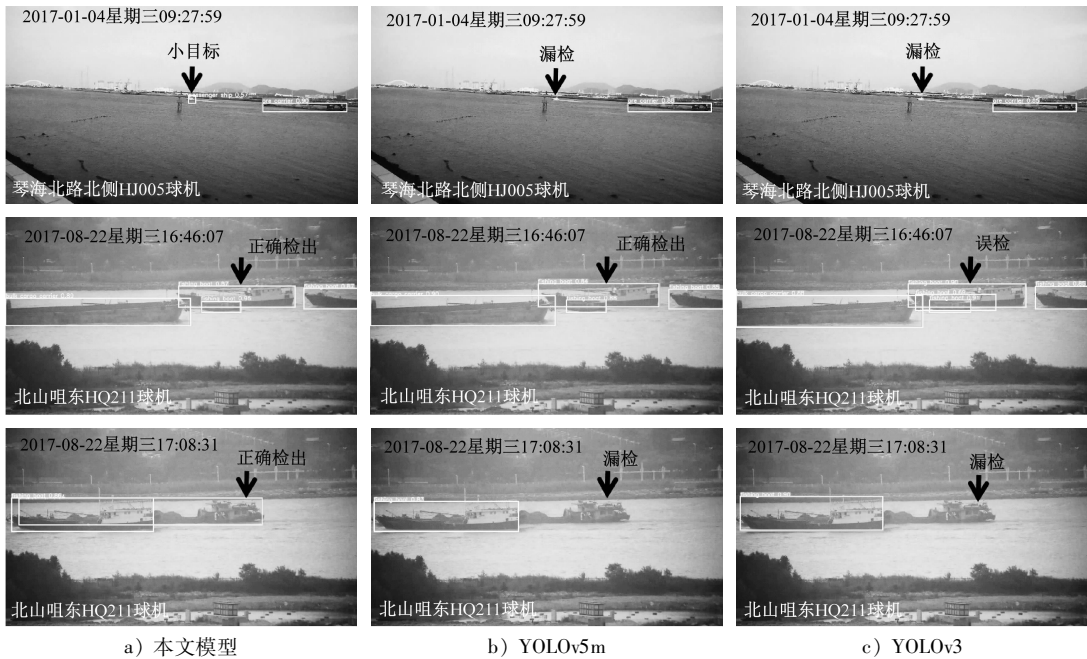 2017-01-04星期三09:27:59
小目标
passenger ship 0.57
琴海北路北侧HJ005球机
2017-01-04星期三09:27:59
漏检
琴海北路北侧HJ005球机
2017-01-04星期三09:27:59
漏检
琴海北路北侧HJ005球机
2017-08-22星期三16:46:07
正确检出
北山咀东HQ211球机
2017-08-22星期三16:46:07
正确检出
北山咀东HQ211球机
2017-08-22星期三16:46:07
误检
北山咀东HQ211球机
2017-08-22星期三17:08:31
正确检出
北山咀东HQ211球机
2017-08-22星期三17:08:31
漏检
北山咀东HQ211球机
2017-08-22星期三17:08:31
漏检
北山咀东HQ211球机
a）本文模型
b）YOLOv5m
c）YOLOv3